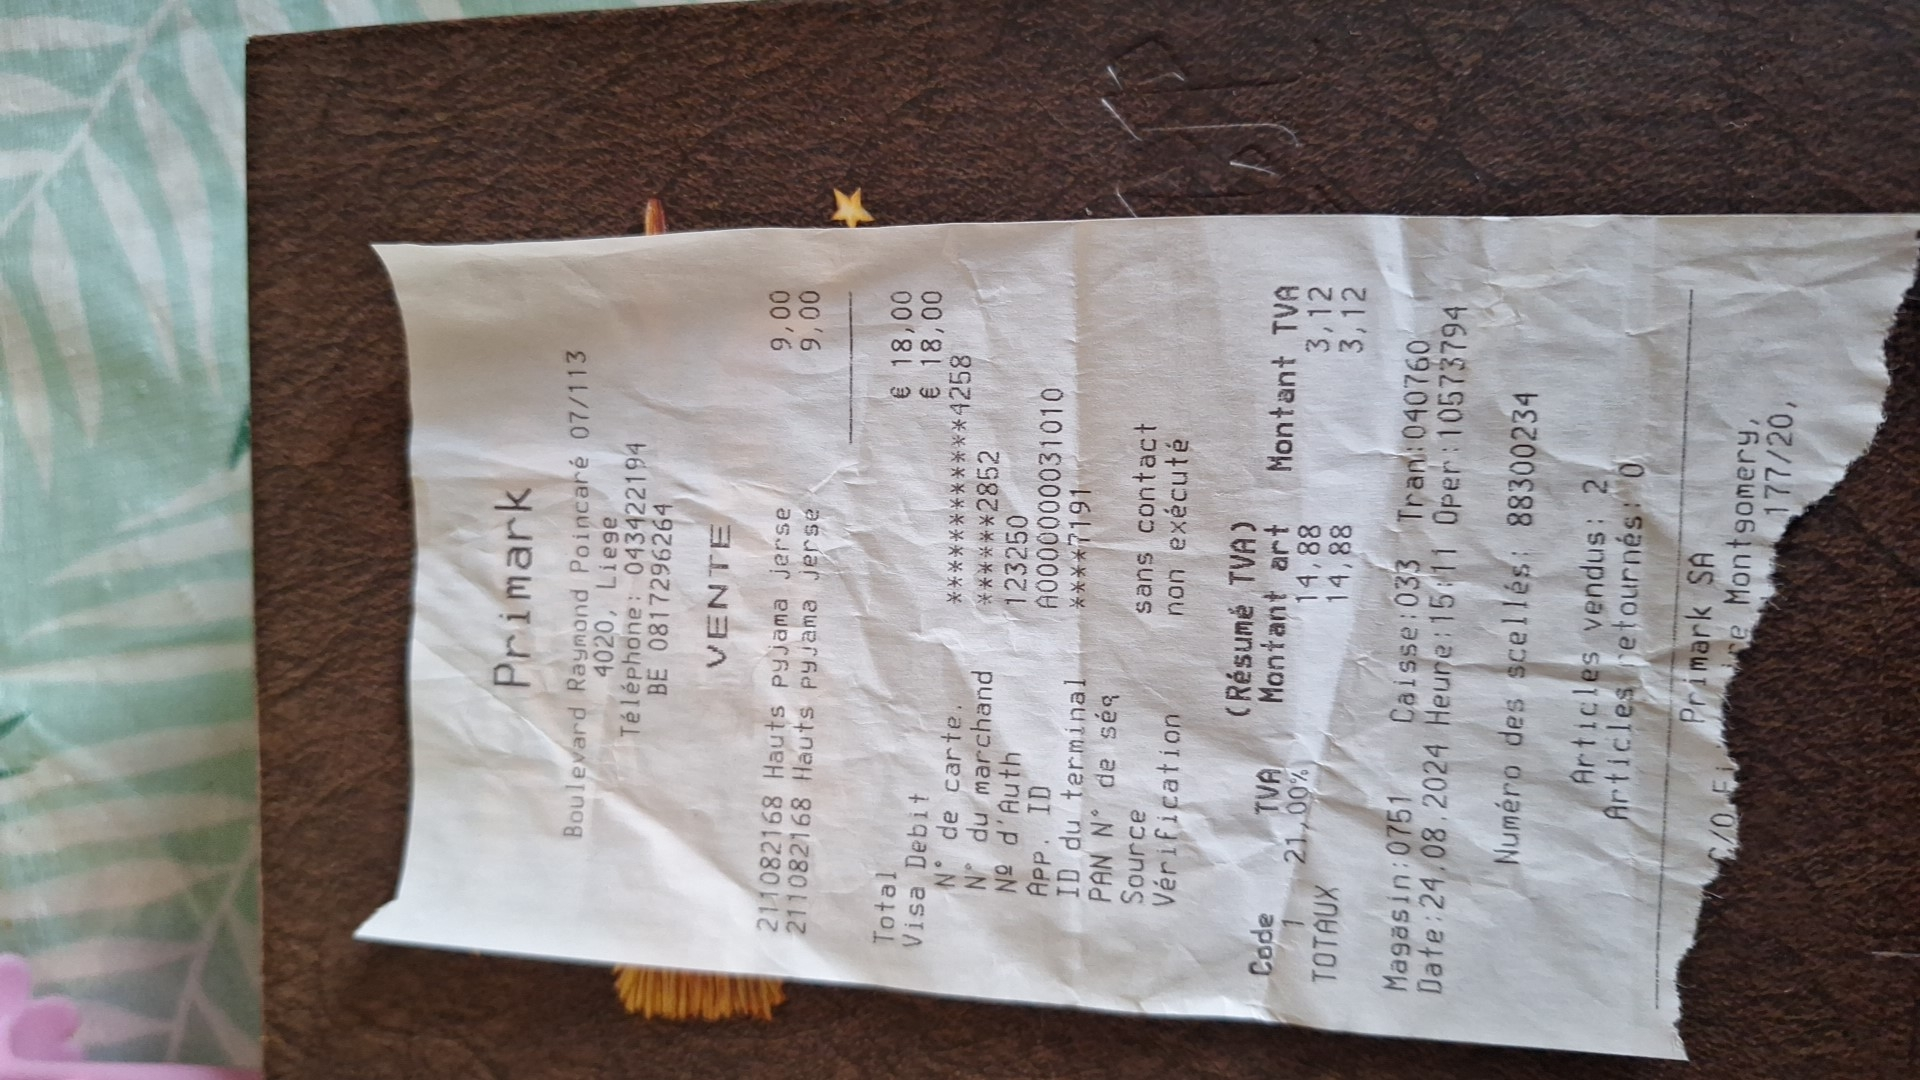 Primark
Boulevard Raymond Poincaré 07/113
4020, Liege
Téléphone: 043422194
BE 0817296264
VENTE
211082168 Hauts pyjama jerse 9,00
211082168 Hauts pyjama jerse 9,00
Total € 18,00
Visa Debit € 18,00
N° de carte. ***************4258
N° du marchand ******2852
Nº d'Auth 123250
App. ID A0000000031010
ID du terminal ****7191
PAN N° de séq
Source sans contact
Vérification non exécuté
(Résumé TVA)
Code TVA Montant art Montant TVA
1 21,00% 14,88 3,12
TOTAUX 14,88 3,12
Magasin:0751 Caisse:033 Tran:040760
Date:24.08.2024 Heure:15:11 Oper:10573794
Numéro des scellés: 88300234
Articles vendus: 2
Articles retournés: 0
Primark SA
C/O Montgomery,
177/20,